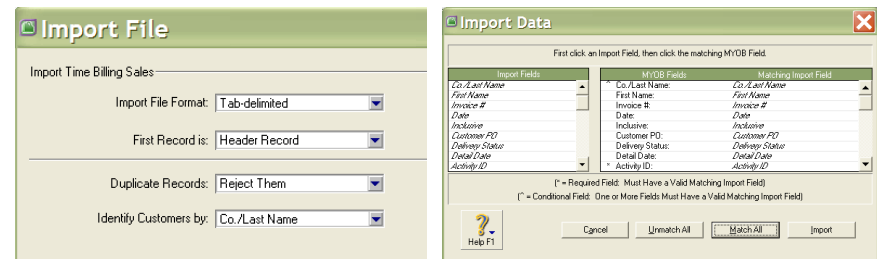 Import File
Import Time Billing Sales
Import File Format: Tab-delimited
First Record is: Header Record
Duplicate Records: Reject Them
Identify Customers by: Co./Last Name
Import Data
First click an Import Field, then click the matching MYOB Field.
Import Fields MYOB Fields Matching Import Field
Co./Last Name ^ Co./Last Name: Co./Last Name
First Name First Name: First Name
Invoice # Invoice #: Invoice #
Date Date: Date
Inclusive Inclusive: Inclusive
Customer PO Customer PO: Customer PO
Delivery Status Delivery Status: Delivery Status
Detail Date Detail Date: Detail Date
Activity ID * Activity ID: Activity ID
(* = Required Field: Must Have a Valid Matching Import Field)
(^ = Conditional Field: One or More Fields Must Have a Valid Matching Import Field)
Help F1 Cancel Unmatch All Match All Import